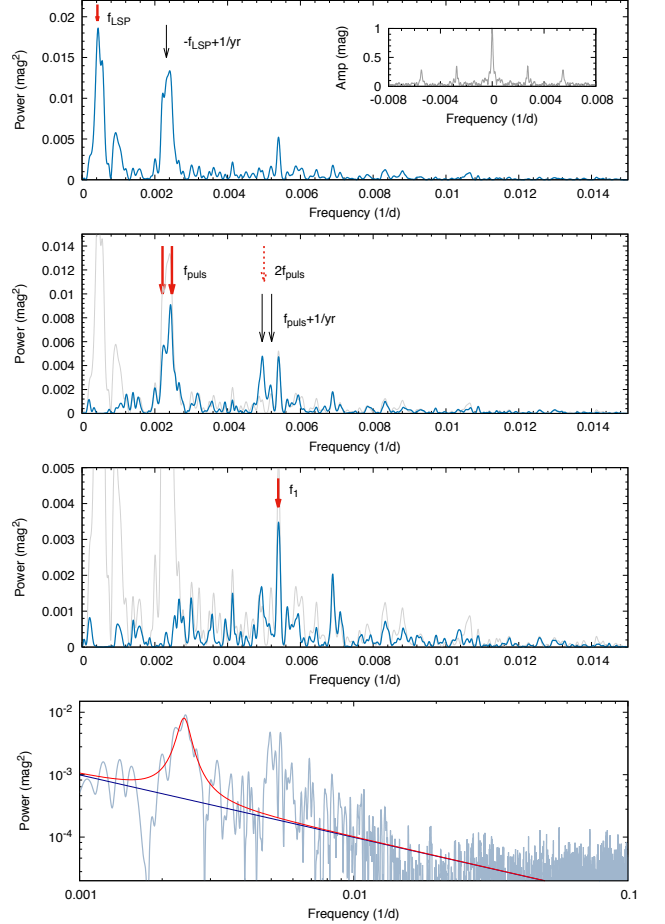 f_LSP
-f_LSP+1/yr
Power (mag²)
0.02
0.015
0.01
0.005
0
0 0.002 0.004 0.006 0.008 0.01 0.012 0.014
Frequency (1/d)
Amp (mag)
1
0.5
0
-0.008 -0.004 0 0.004 0.008
Frequency (1/d)
f_puls
2f_puls
f_puls+1/yr
Power (mag²)
0.014
0.012
0.01
0.008
0.006
0.004
0.002
0
0 0.002 0.004 0.006 0.008 0.01 0.012 0.014
Frequency (1/d)
f_1
Power (mag²)
0.005
0.004
0.003
0.002
0.001
0
0 0.002 0.004 0.006 0.008 0.01 0.012 0.014
Frequency (1/d)
Power (mag²)
10⁻²
10⁻³
10⁻⁴
0.001 0.01 0.1
Frequency (1/d)